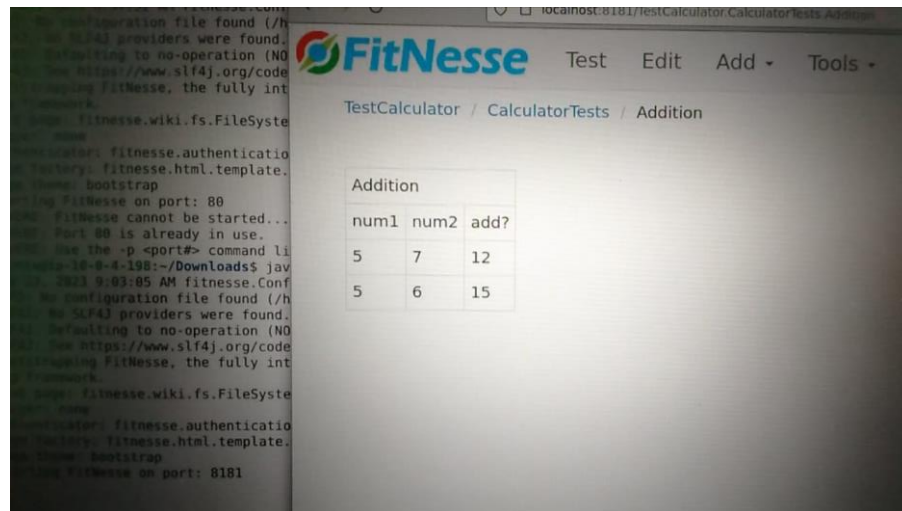 No configuration file found (/h
No SLF4J providers were found.
Defaulting to no-operation (NO
See https://www.slf4j.org/code
FitNesse, the fully int
fitnesse.wiki.fs.FileSyste
fitnesse.authenticatio
fitnesse.html.template.
bootstrap
FitNesse on port: 80
FitNesse cannot be started...
Port 80 is already in use.
Use the -p <port#> command li
-10-0-4-198:~/Downloads$ jav
2023 9:03:05 AM fitnesse.Conf
No configuration file found (/h
No SLF4J providers were found.
Defaulting to no-operation (NO
See https://www.slf4j.org/code
FitNesse, the fully int
fitnesse.wiki.fs.FileSyste
none
fitnesse.authenticatio
fitnesse.html.template.
bootstrap
FitNesse on port: 8181
localhost:8181/TestCalculator.CalculatorTests.Addition
FitNesse Test Edit Add Tools
TestCalculator / CalculatorTests / Addition
Addition
num1 num2 add?
5 7 12
5 6 15